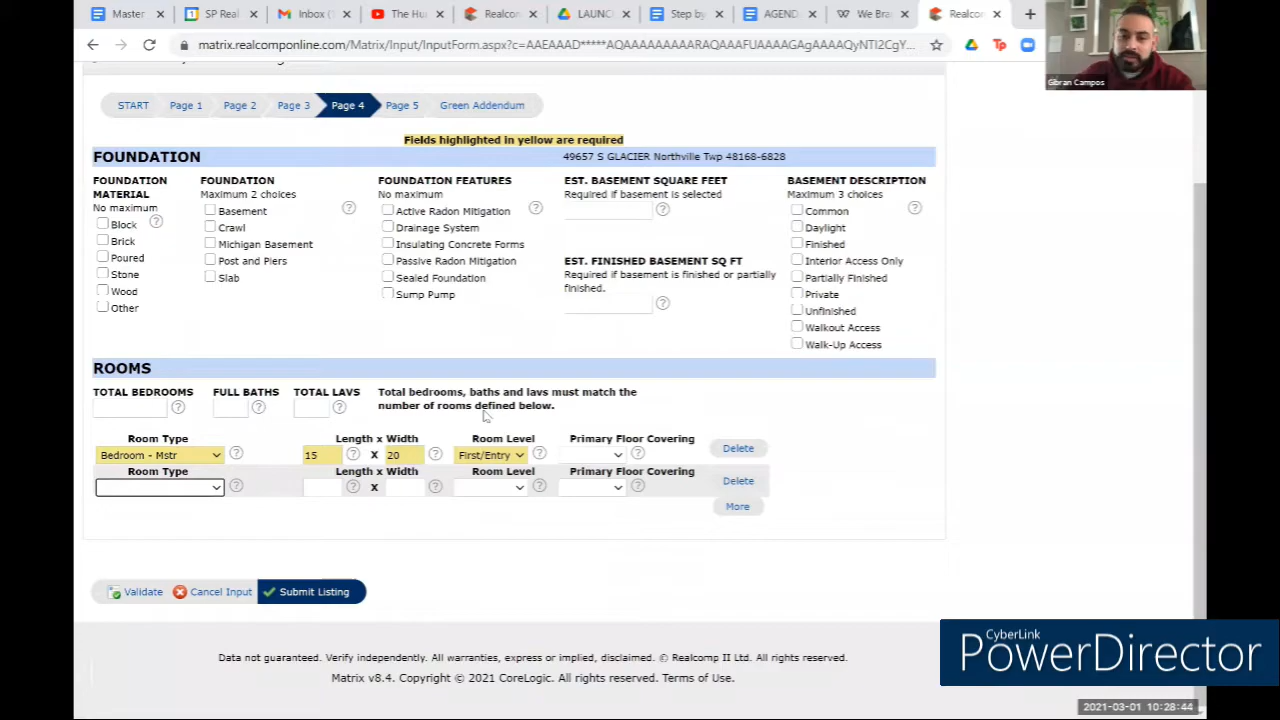 Master
SP Real
Inbox (
The Hu
Realcon
LAUNC
Step by
AGEND
We Bra
Realco
matrix.realcomponline.com/Matrix/Input/InputForm.aspx?c=AAEAAAD*****AQAAAAAAAAARAQAAAFUAAAAGAgAAAAQyNTI2CgY...
Gibran Campos
START
Page 1
Page 2
Page 3
Page 4
Page 5
Green Addendum
Fields highlighted in yellow are required
FOUNDATION
49657 S GLACIER Northville Twp 48168-6828
FOUNDATION MATERIAL
No maximum
Block
Brick
Poured
Stone
Wood
Other
FOUNDATION
Maximum 2 choices
Basement
Crawl
Michigan Basement
Post and Piers
Slab
FOUNDATION FEATURES
No maximum
Active Radon Mitigation
Drainage System
Insulating Concrete Forms
Passive Radon Mitigation
Sealed Foundation
Sump Pump
EST. BASEMENT SQUARE FEET
Required if basement is selected
EST. FINISHED BASEMENT SQ FT
Required if basement is finished or partially
finished.
BASEMENT DESCRIPTION
Maximum 3 choices
Common
Daylight
Finished
Interior Access Only
Partially Finished
Private
Unfinished
Walkout Access
Walk-Up Access
ROOMS
TOTAL BEDROOMS
FULL BATHS
TOTAL LAVS
Total bedrooms, baths and lavs must match the
number of rooms defined below.
Room Type
Length x Width
Room Level
Primary Floor Covering
Bedroom - Mstr
15
X
20
First/Entry
Delete
Room Type
Length x Width
Room Level
Primary Floor Covering
X
Delete
More
Validate
Cancel Input
Submit Listing
Data not guaranteed. Verify independently. All warranties, express or implied, disclaimed. © Realcomp II Ltd. All rights reserved.
Matrix v8.4. Copyright © 2021 CoreLogic. All rights reserved. Terms of Use.
CyberLink
PowerDirector
2021-03-01 10:28:44